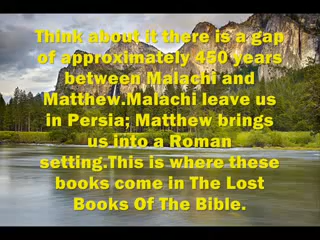 Think about it there is a gap
of approximately 450 years
between Malachi and
Matthew.Malachi leave us
in Persia; Matthew brings
us into a Roman
setting.This is where these
books come in The Lost
Books Of The Bible.